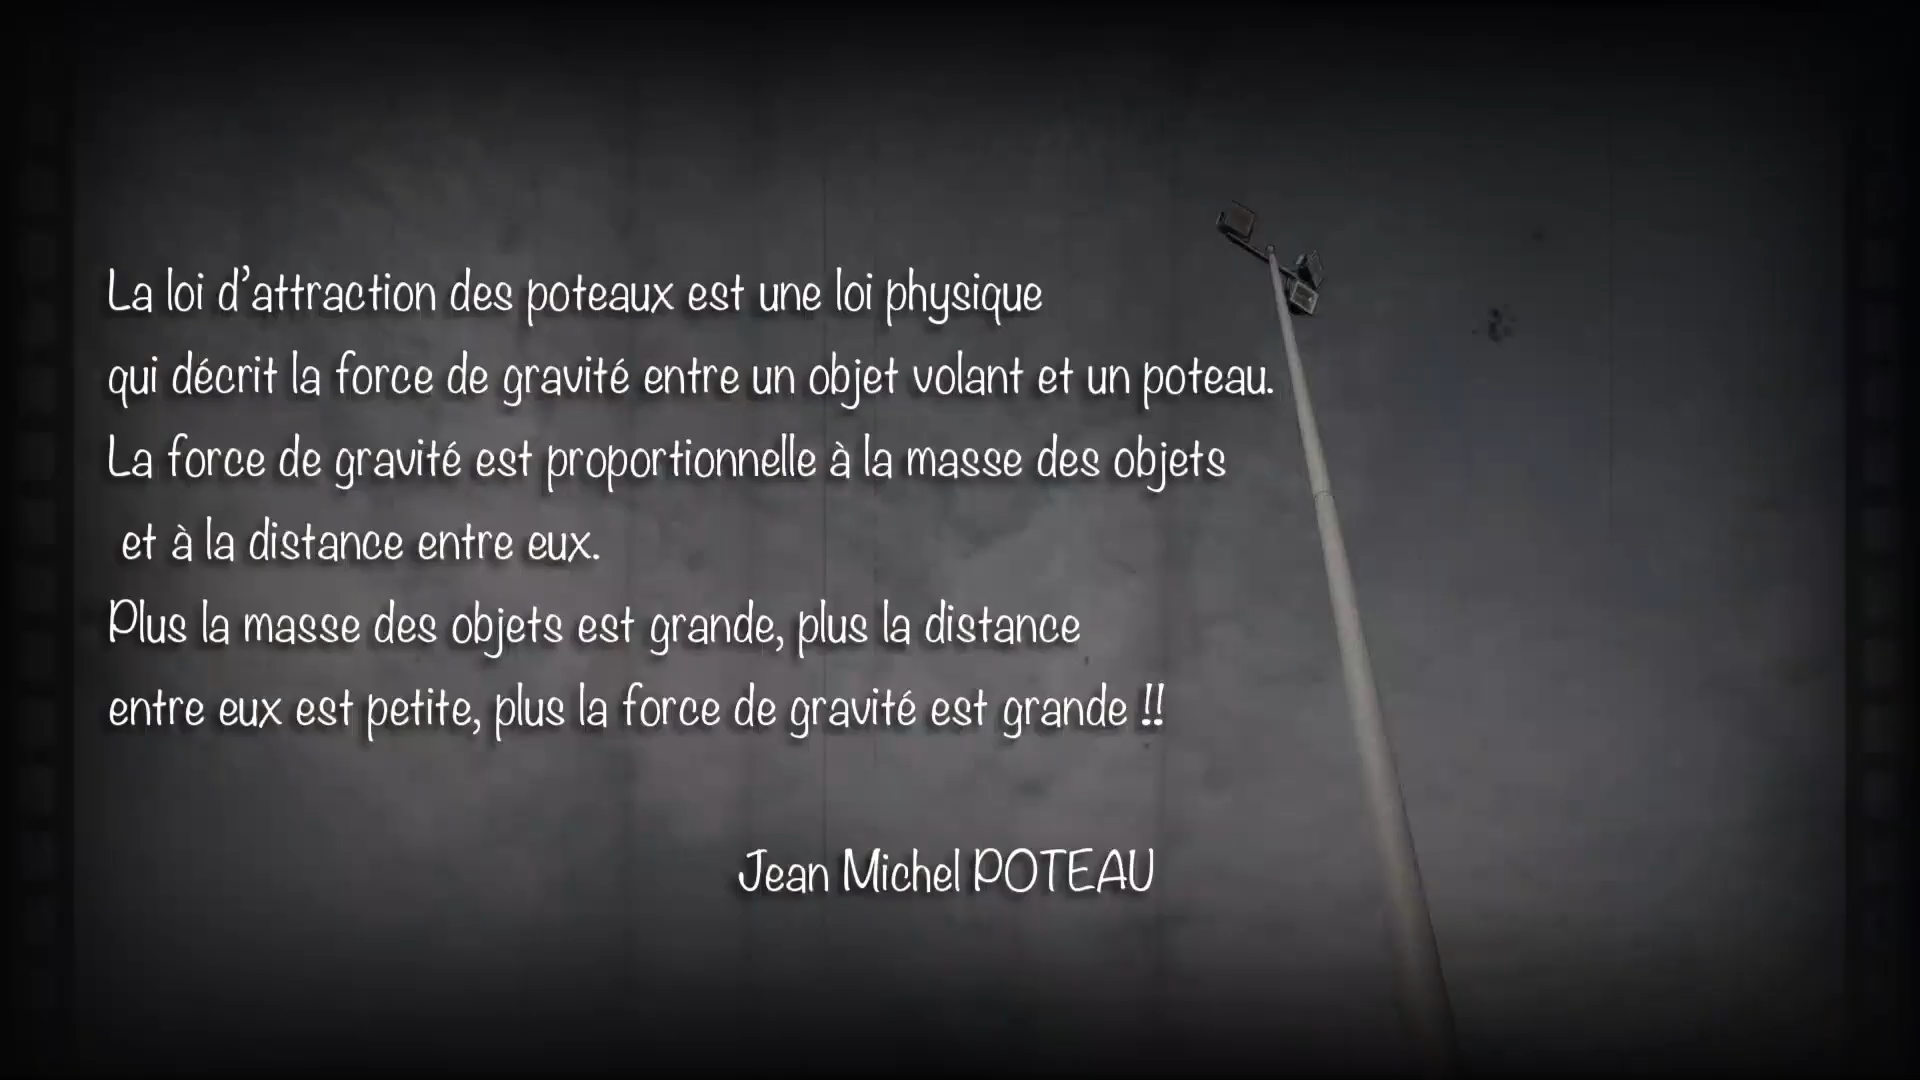 La loi d’attraction des poteaux est une loi physique
qui décrit la force de gravité entre un objet volant et un poteau.
La force de gravité est proportionnelle à la masse des objets
et à la distance entre eux.
Plus la masse des objets est grande, plus la distance
entre eux est petite, plus la force de gravité est grande !!
Jean Michel POTEAU